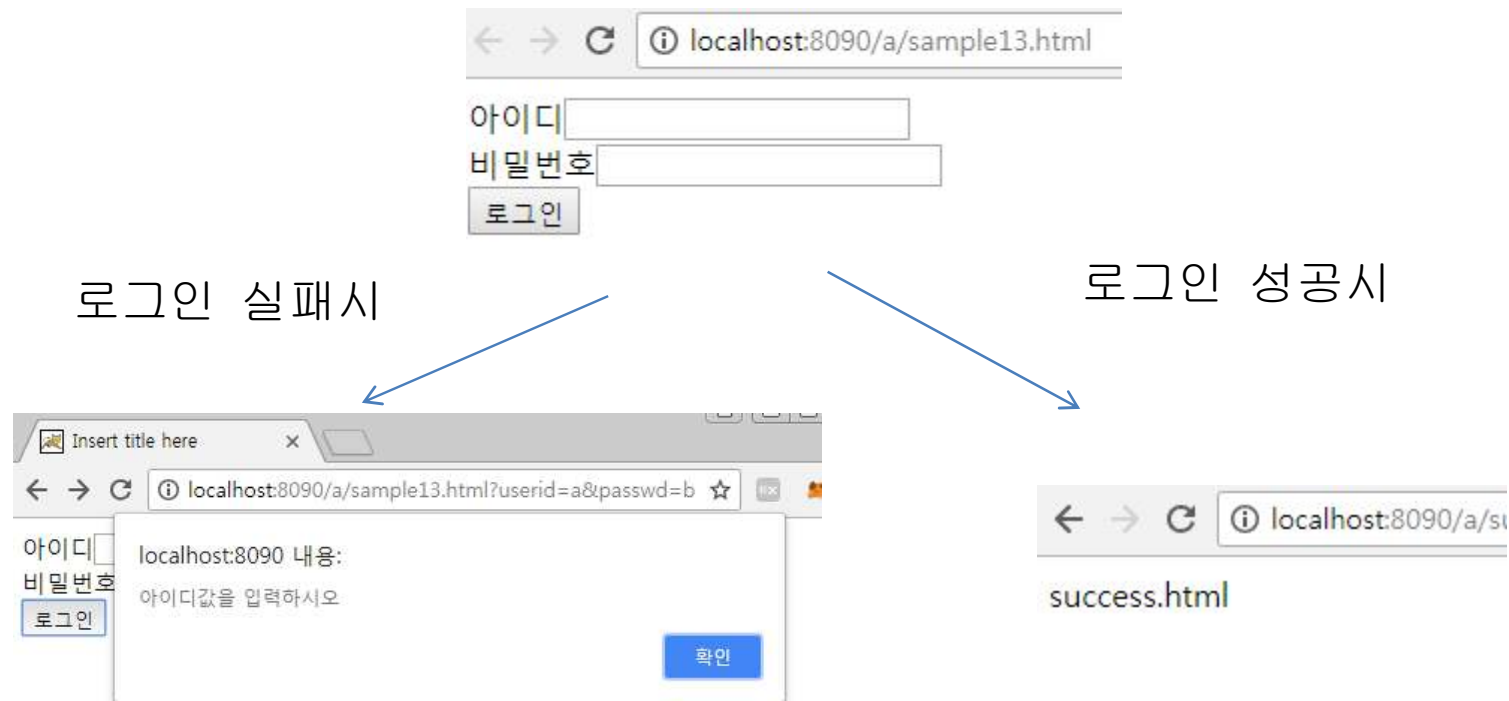 localhost:8090/a/sample13.html
아이디
비밀번호
로그인
로그인 실패시
로그인 성공시
Insert title here
localhost:8090/a/sample13.html?userid=a&passwd=b
아이디
비밀번호
로그인
localhost:8090 내용:
아이디값을 입력하시오
확인
localhost:8090/a/su
success.html